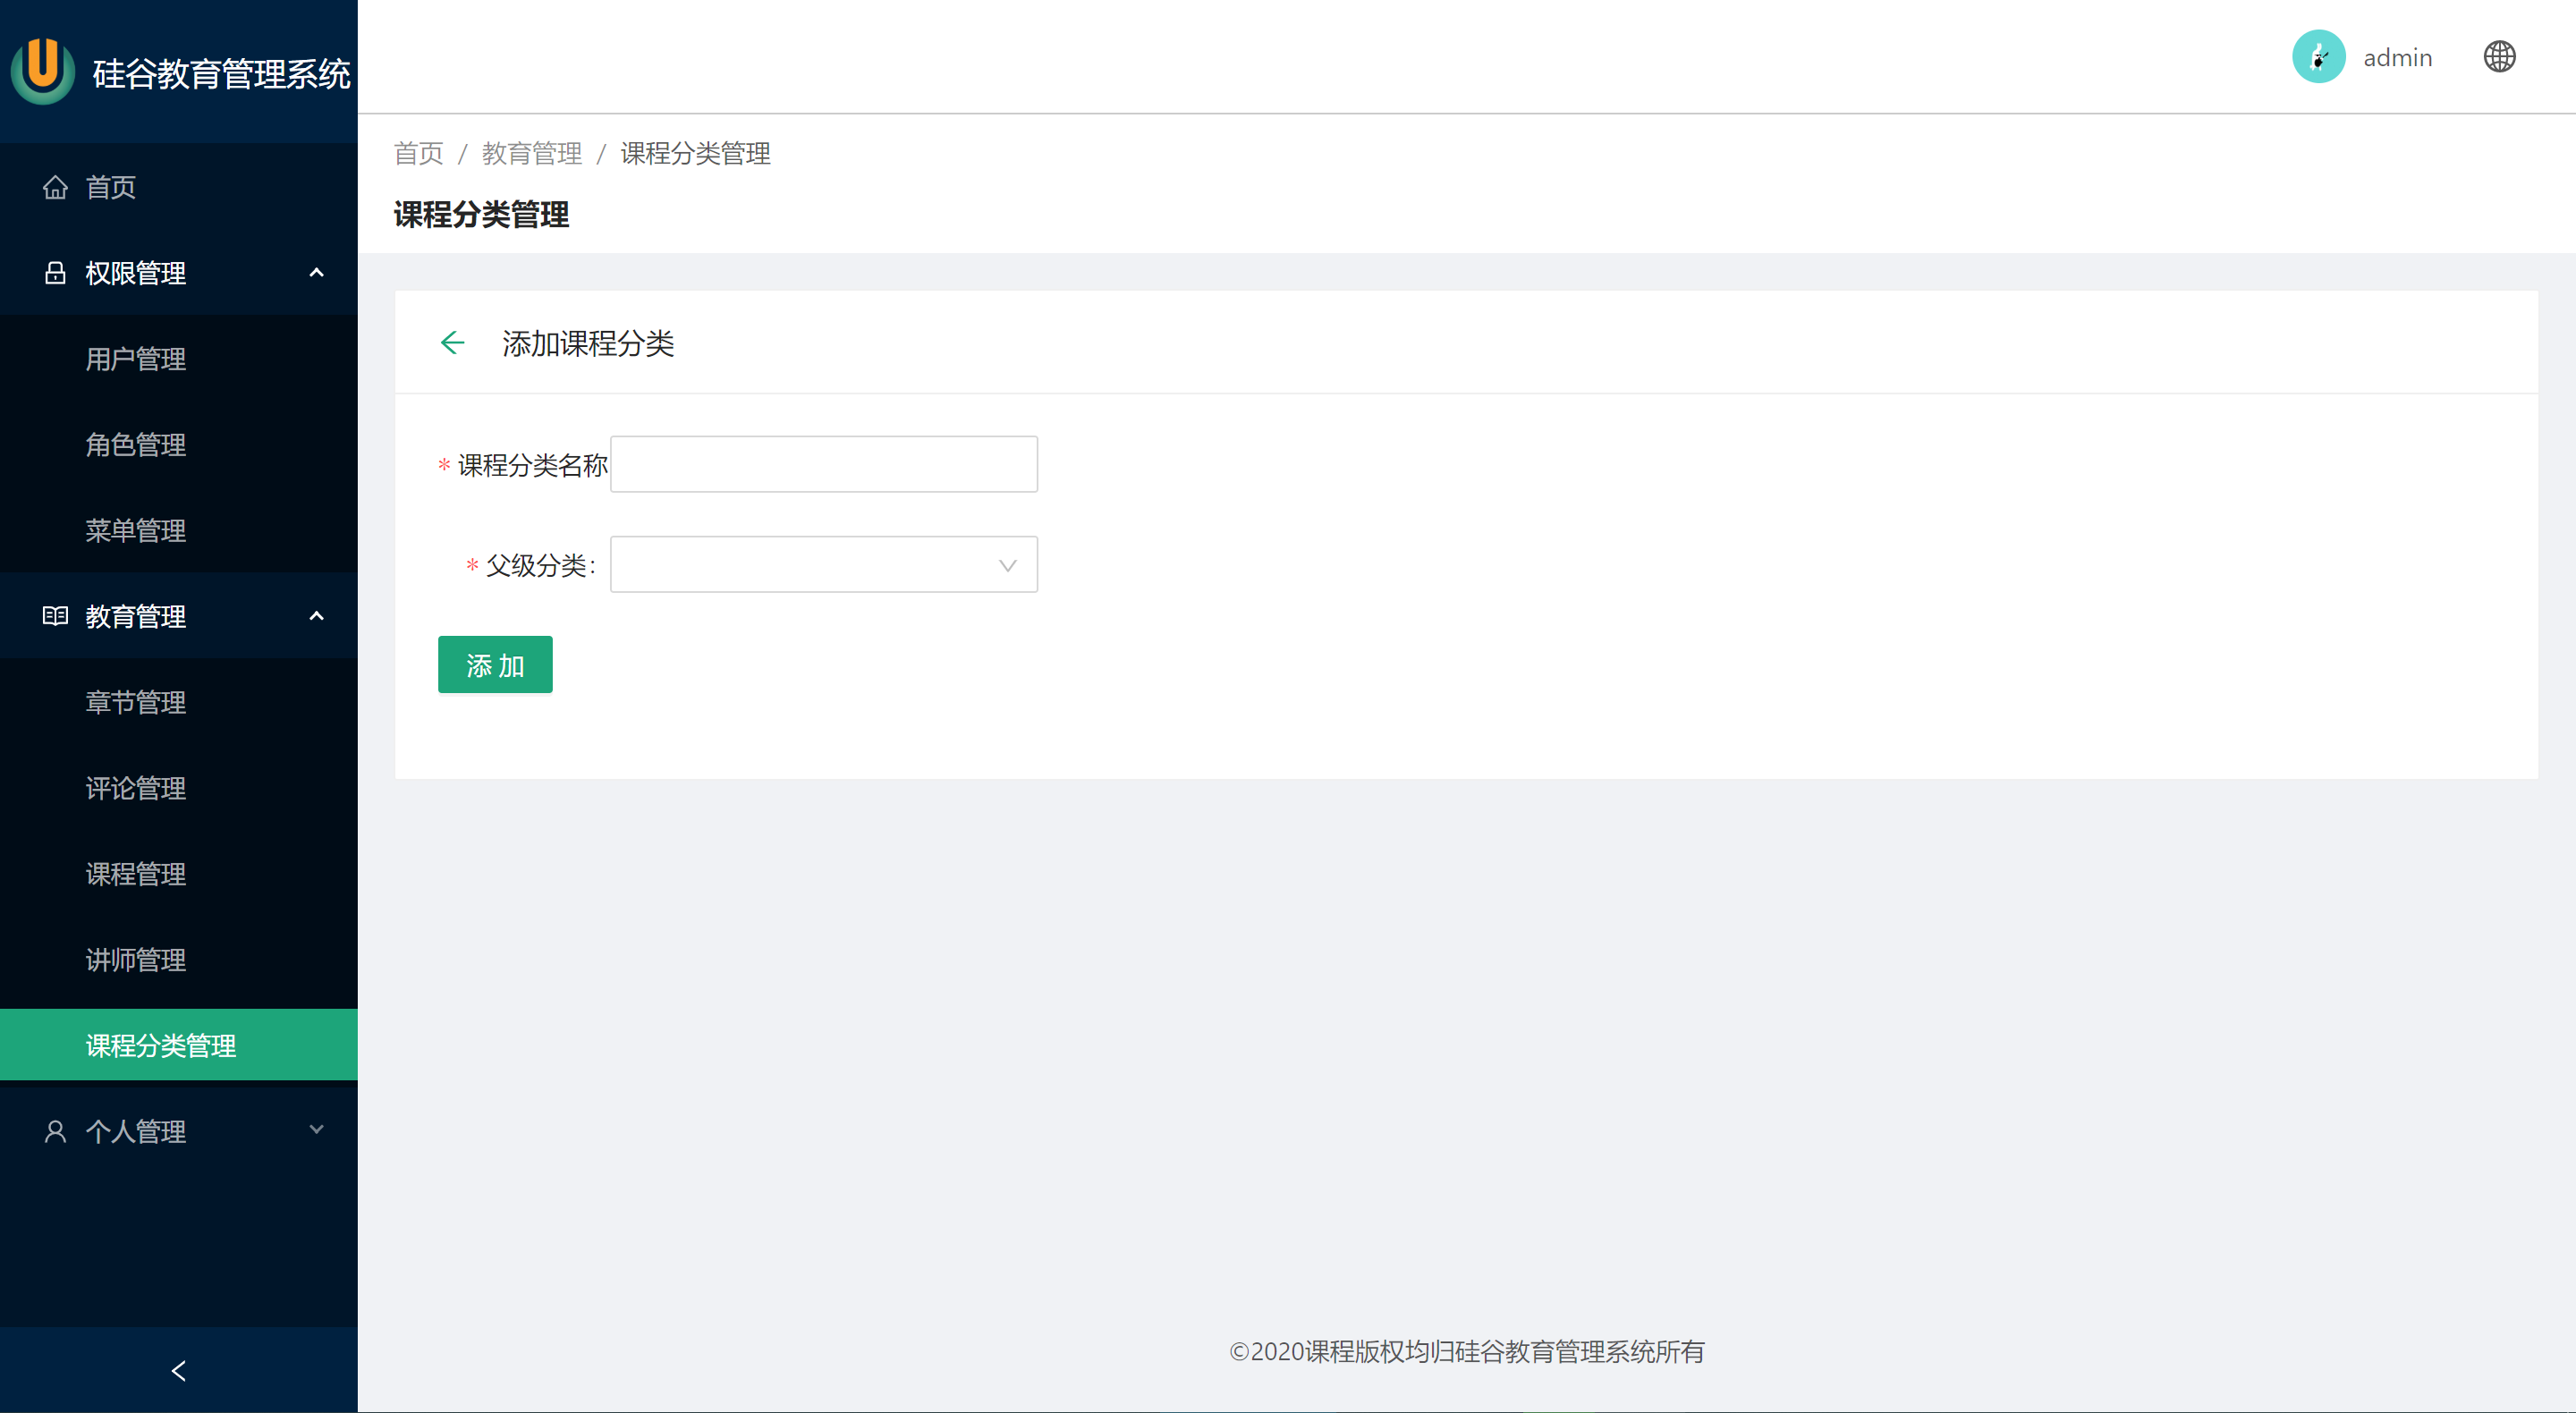 硅谷教育管理系统
首页
权限管理
用户管理
角色管理
菜单管理
教育管理
章节管理
评论管理
课程管理
讲师管理
课程分类管理
个人管理
admin
首页 / 教育管理 / 课程分类管理
课程分类管理
添加课程分类
* 课程分类名称
* 父级分类:
添 加
©2020课程版权均归硅谷教育管理系统所有